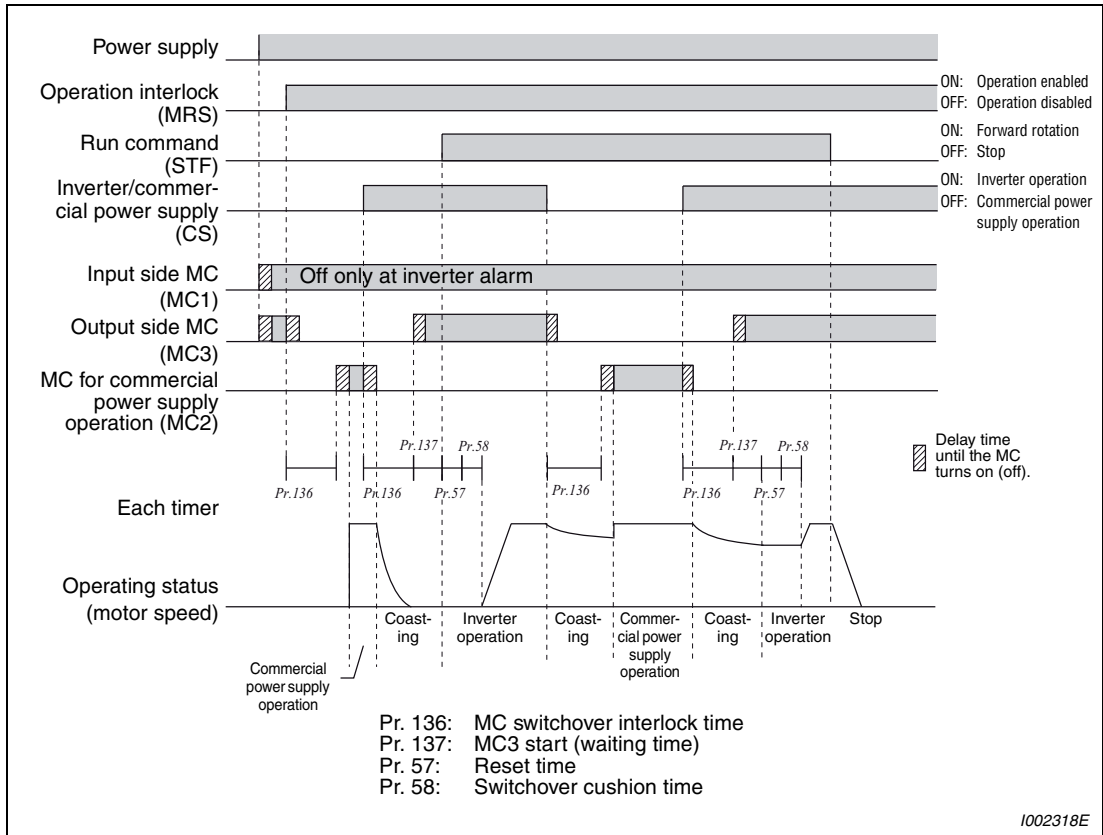 Power supply
Operation interlock
(MRS)
ON: Operation enabled
OFF: Operation disabled
Run command
(STF)
ON: Forward rotation
OFF: Stop
Inverter/commer-
cial power supply
(CS)
ON: Inverter operation
OFF: Commercial power
supply operation
Input side MC
(MC1)
Off only at inverter alarm
Output side MC
(MC3)
MC for commercial
power supply
operation (MC2)
Pr.137 Pr.58 Pr.137 Pr.58
Pr.136 Pr.136 Pr.57 Pr.136 Pr.136 Pr.57
Delay time
until the MC
turns on (off).
Each timer
Operating status
(motor speed)
Coast-
ing
Inverter
operation
Coast-
ing
Commer-
cial power
supply
operation
Coast-
ing
Inverter
operation
Stop
Commercial
power supply
operation
Pr. 136: MC switchover interlock time
Pr. 137: MC3 start (waiting time)
Pr. 57: Reset time
Pr. 58: Switchover cushion time
I002318E